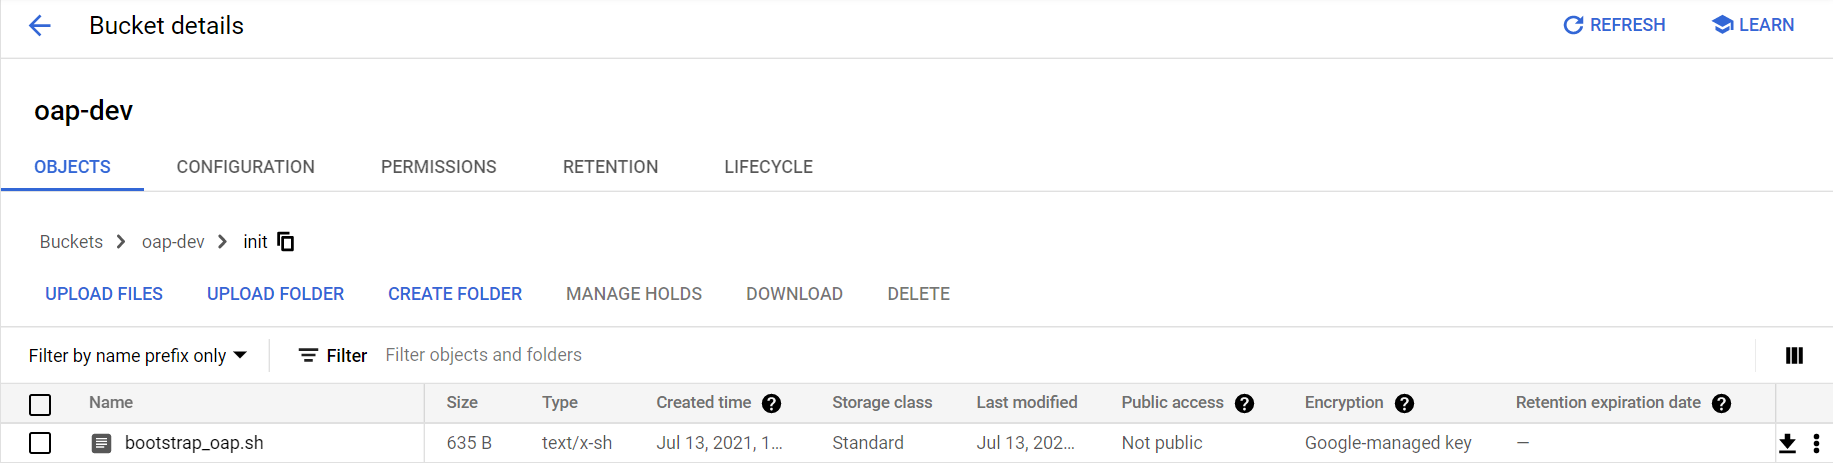 Bucket details REFRESH LEARN
oap-dev
OBJECTS CONFIGURATION PERMISSIONS RETENTION LIFECYCLE
Buckets oap-dev init
UPLOAD FILES UPLOAD FOLDER CREATE FOLDER MANAGE HOLDS DOWNLOAD DELETE
Filter by name prefix only Filter Filter objects and folders
Name Size Type Created time ? Storage class Last modified Public access ? Encryption ? Retention expiration date ?
bootstrap_oap.sh 635 B text/x-sh Jul 13, 2021, 1... Standard Jul 13, 202... Not public Google-managed key —